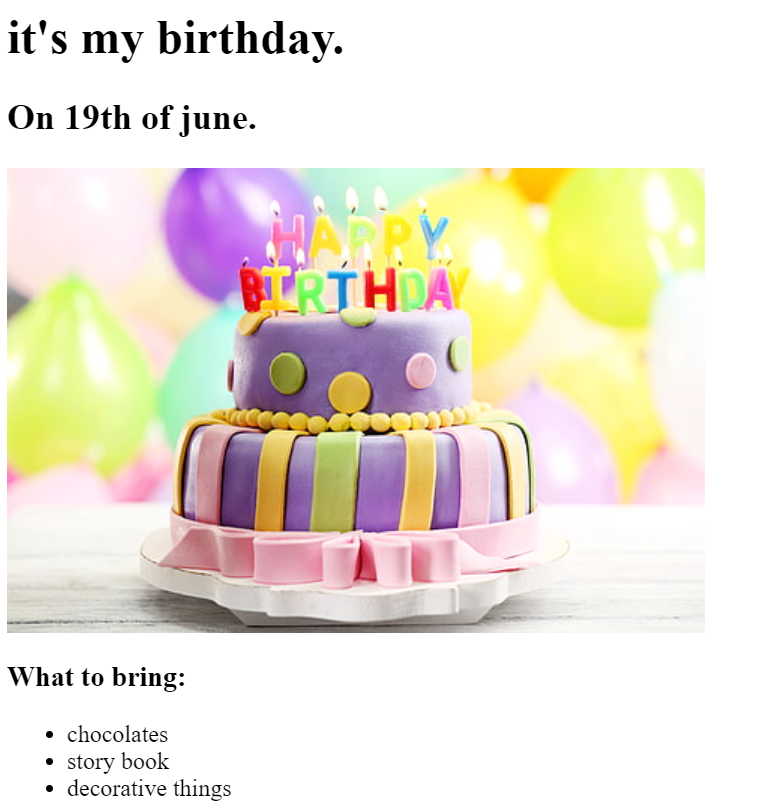 it's my birthday.
On 19th of june.
HAPPY
BIRTHDAY
What to bring:
chocolates
story book
decorative things